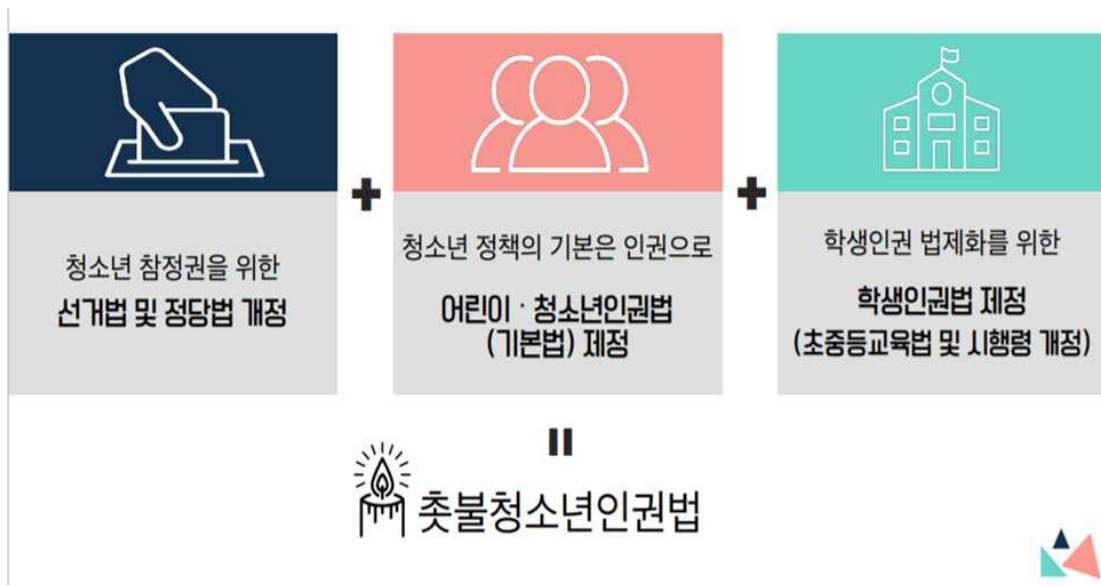 청소년 참정권을 위한
선거법 및 정당법 개정
청소년 정책의 기본은 인권으로
어린이 · 청소년인권법
(기본법) 제정
학생인권 법제화를 위한
학생인권법 제정
(초중등교육법 및 시행령 개정)
촛불청소년인권법